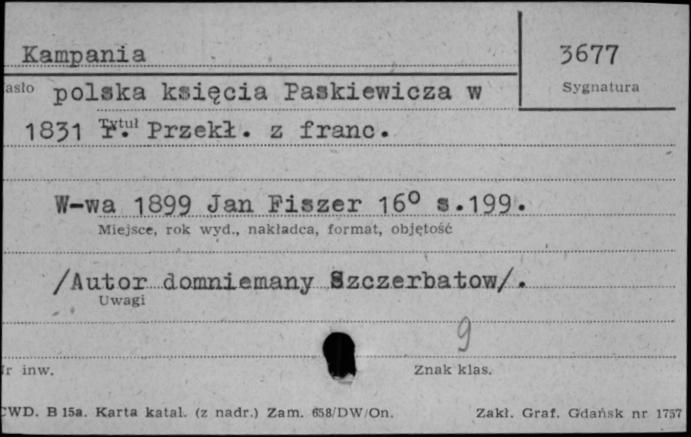 Kampania
3677
asło polska księcia Paskiewicza w
Sygnatura
1831 r. Przekł. z franc.
Tytuł
W-wa 1899 Jan Fiszer 16⁰ s.199.
Miejsce, rok wyd., nakładca, format, objętość
/Autor domniemany Szczerbatow/.
Uwagi
9
r inw.
Znak klas.
CWD. B 15a. Karta katal. (z nadr.) Zam. 658/DW/On.
Zakł. Graf. Gdańsk nr 1757